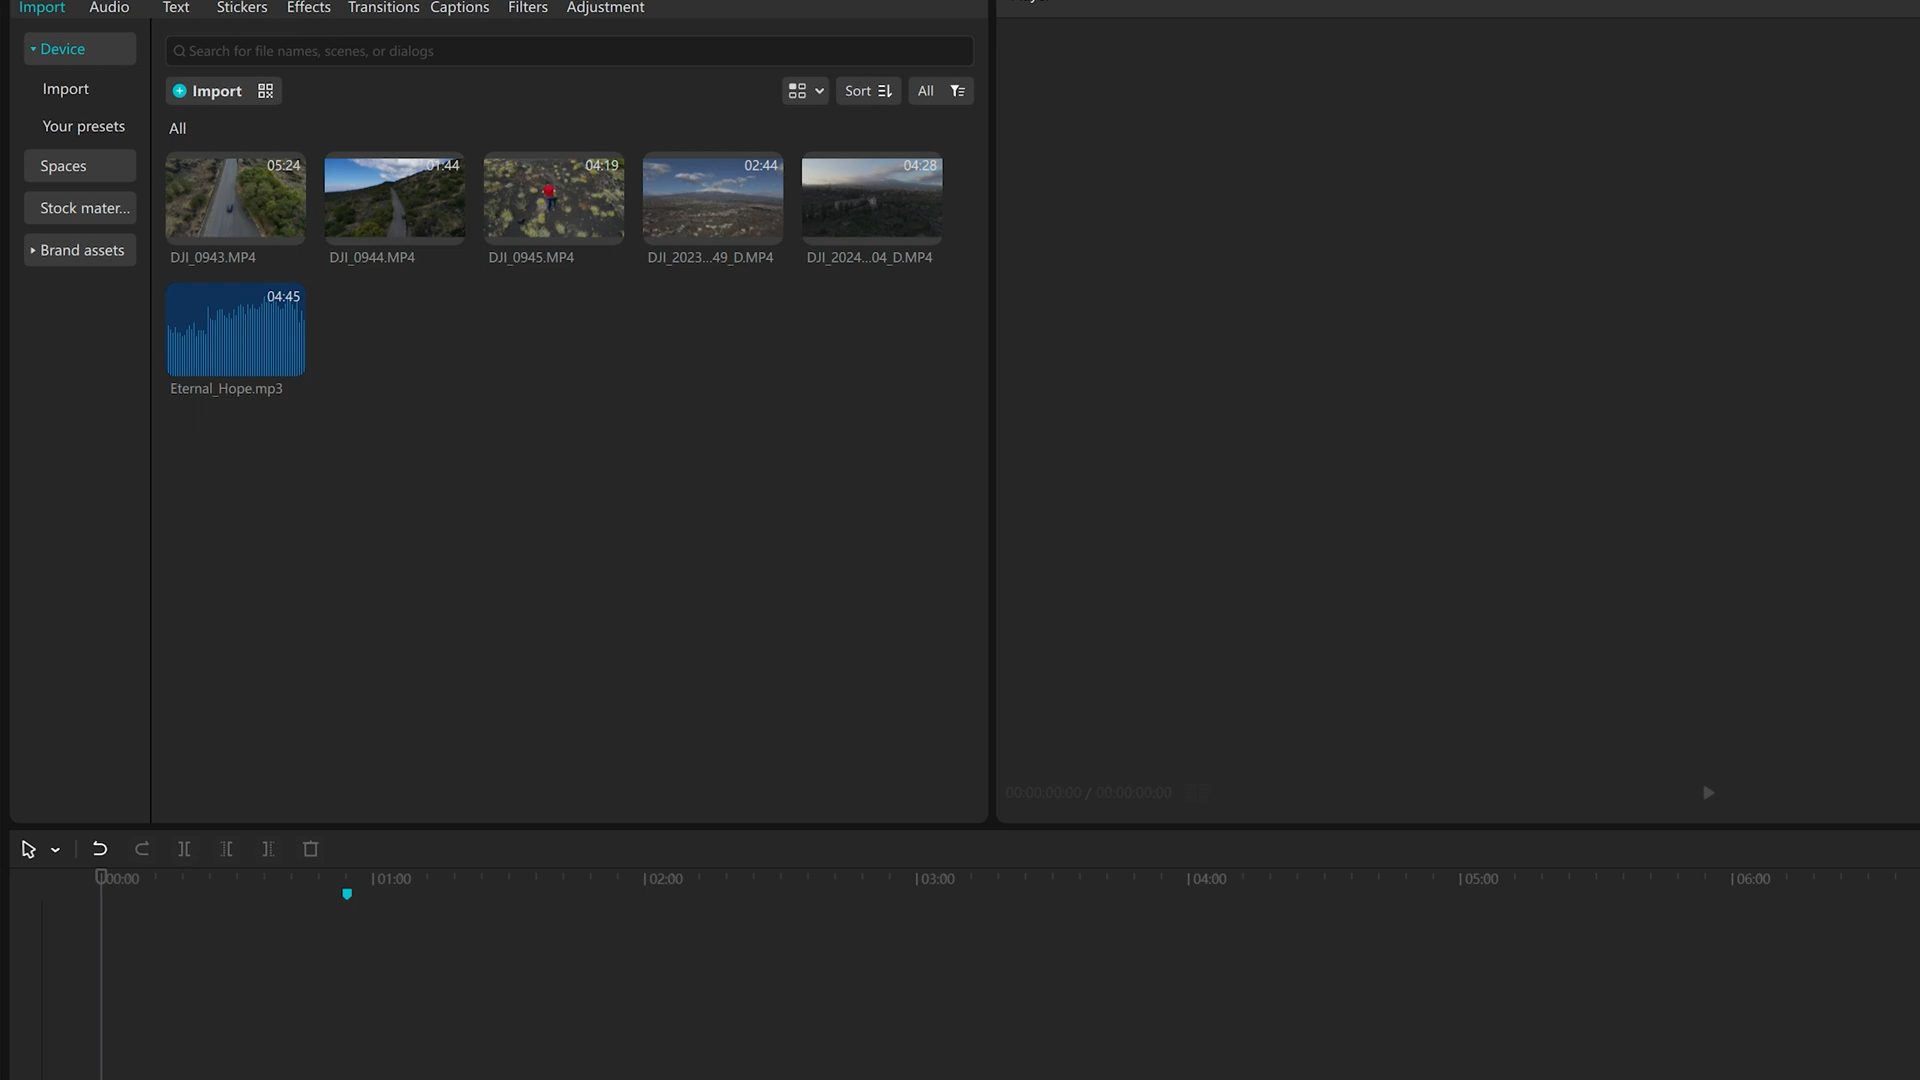 Import Audio Text Stickers Effects Transitions Captions Filters Adjustment
Device
Import
Your presets
Spaces
Stock mater...
Brand assets
Search for file names, scenes, or dialogs
Import
Sort
All
All
05:24
01:44
04:19
02:44
04:28
DJI_0943.MP4
DJI_0944.MP4
DJI_0945.MP4
DJI_2023...49_D.MP4
DJI_2024...04_D.MP4
04:45
Eternal_Hope.mp3
00:00:00:00 / 00:00:00:00
00:00 01:00 02:00 03:00 04:00 05:00 06:00